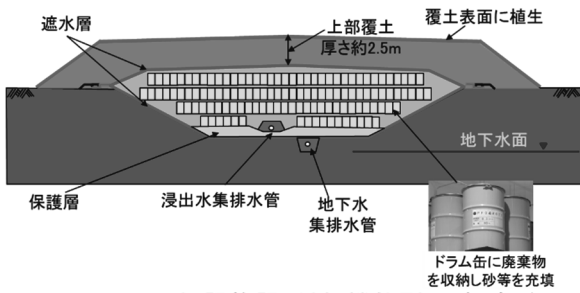 遮水層
上部覆土
厚さ約2.5m
覆土表面に植生
地下水面
保護層
浸出水集排水管
地下水
集排水管
ドラム缶に廃棄物
を収納し砂等を充填